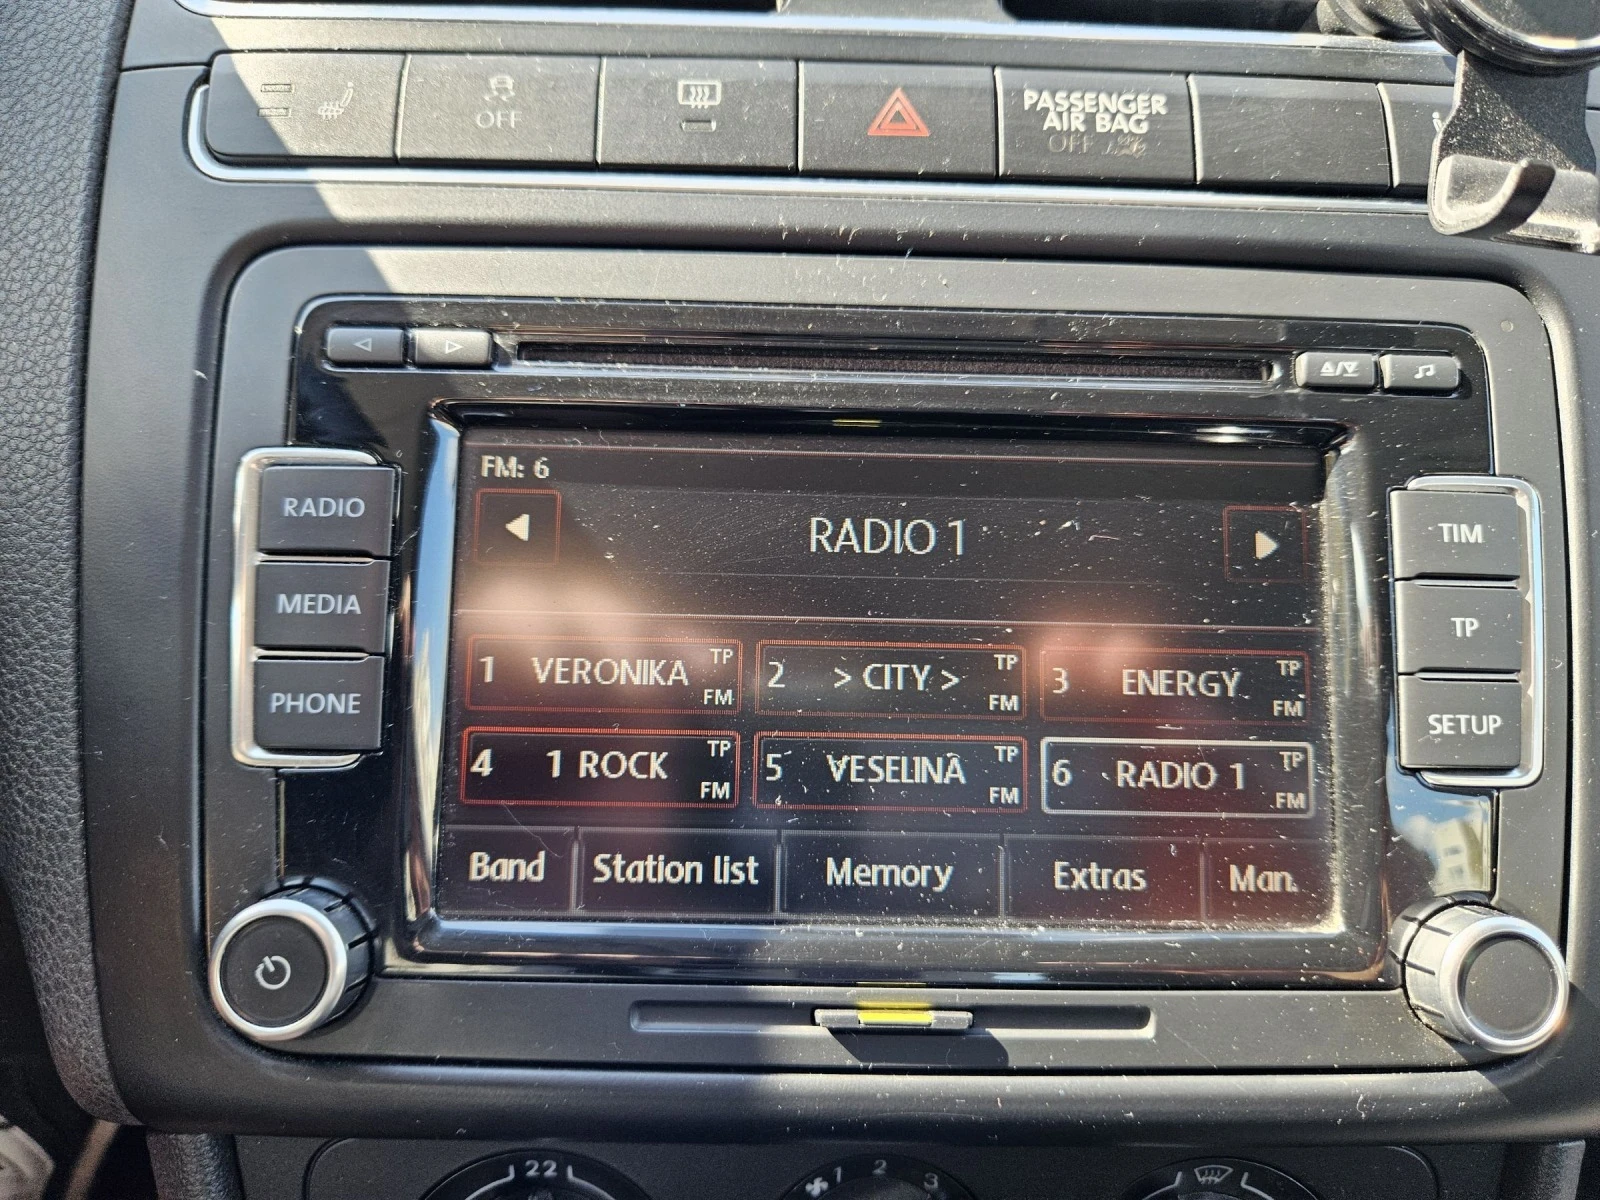 OFF
PASSENGER
AIR BAG
OFF
RADIO
MEDIA
PHONE
TIM
TP
SETUP
FM: 6
RADIO 1
1 VERONIKA TP FM
2 > CITY > TP FM
3 ENERGY TP FM
4 1 ROCK TP FM
5 VESELINA TP FM
6 RADIO 1 TP FM
Band Station list Memory Extras Man.
22
1 2 3